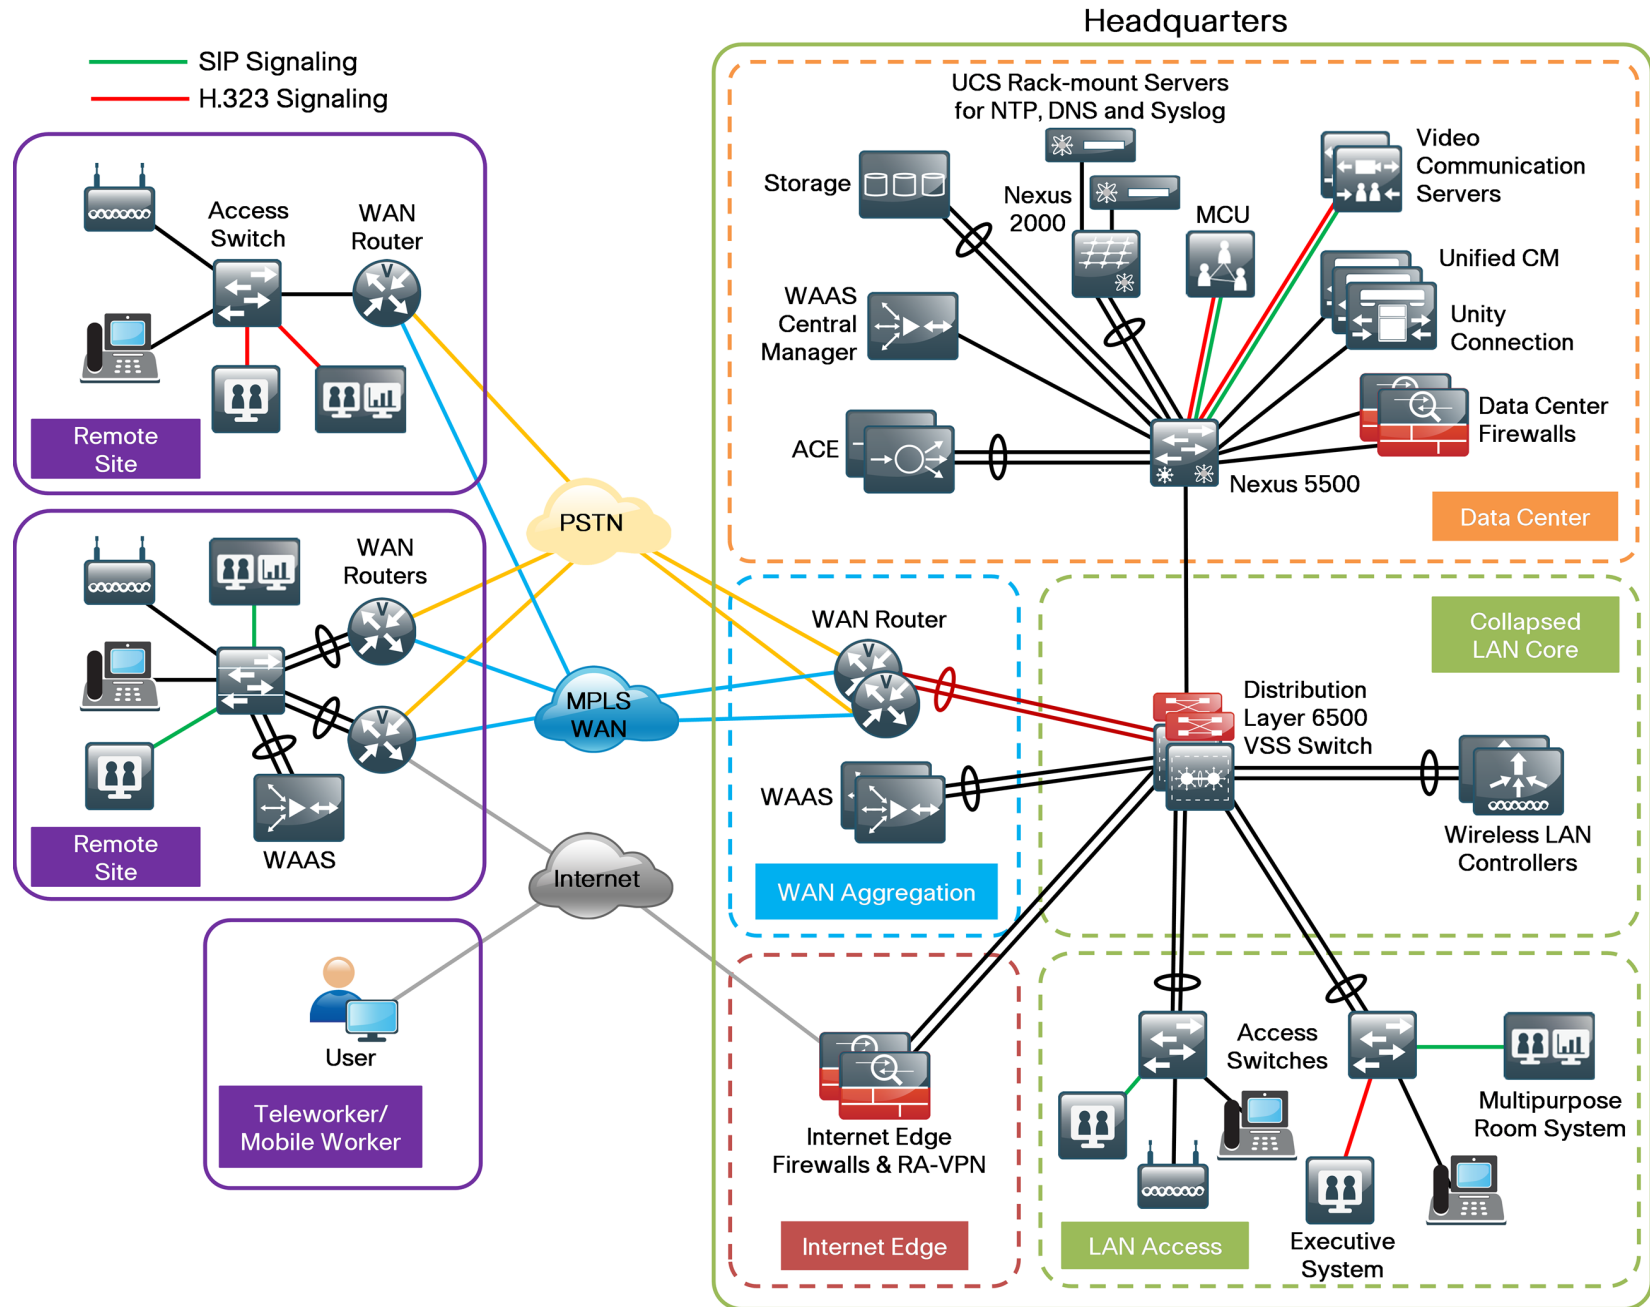 Headquarters
SIP Signaling
H.323 Signaling
Access
Switch
WAN
Router
V
Remote
Site
WAN
Routers
V
V
WAAS
Remote
Site
User
Teleworker/
Mobile Worker
PSTN
MPLS
WAN
Internet
UCS Rack-mount Servers
for NTP, DNS and Syslog
Storage
Nexus
2000
MCU
Video
Communication
Servers
WAAS
Central
Manager
Unified CM
Unity
Connection
ACE
Data Center
Firewalls
Nexus 5500
Data Center
WAN Router
V
V
WAAS
WAN Aggregation
Collapsed
LAN Core
Distribution
Layer 6500
VSS Switch
Wireless LAN
Controllers
Internet Edge
Firewalls & RA-VPN
Internet Edge
Access
Switches
Multipurpose
Room System
Executive
System
LAN Access